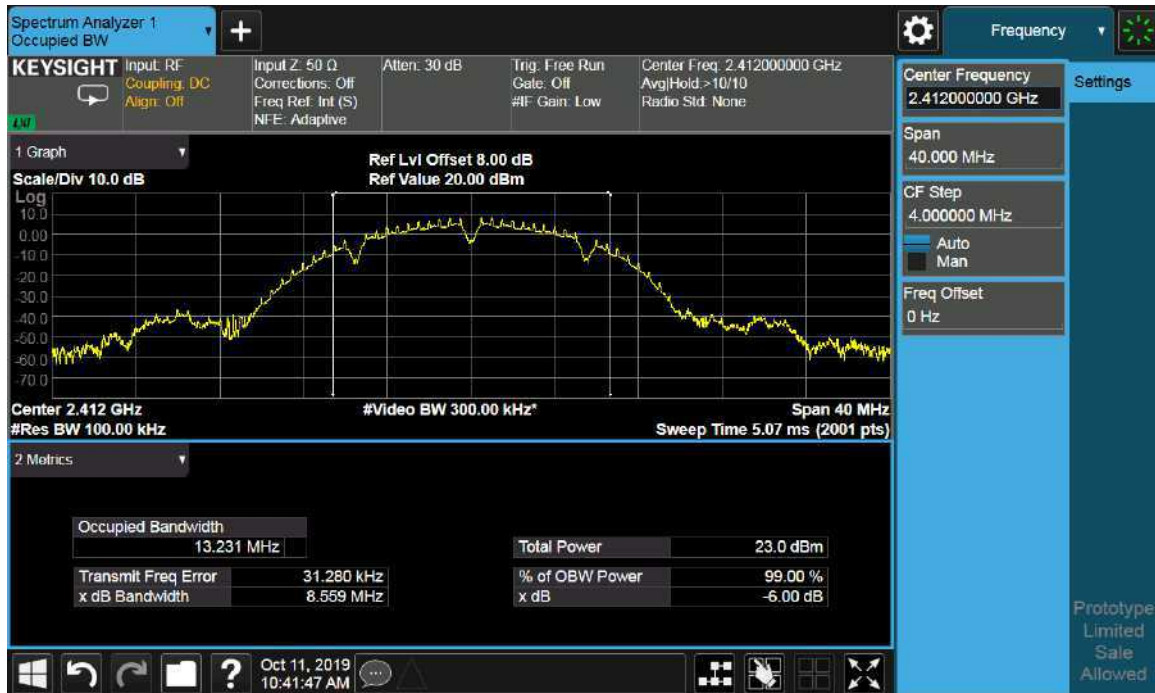 Spectrum Analyzer 1
Occupied BW
+
Frequency
KEYSIGHT
Input: RF
Coupling: DC
Align: Off
Input Z: 50 Ω
Corrections: Off
Freq Ref: Int (S)
NFE: Adaptive
Atten: 30 dB
Trig: Free Run
Gate: Off
#IF Gain: Low
Center Freq: 2.412000000 GHz
Avg|Hold:>10/10
Radio Std: None
Center Frequency
2.412000000 GHz
Settings
Span
40.000 MHz
CF Step
4.000000 MHz
Auto
Man
Freq Offset
0 Hz
1 Graph
Scale/Div 10.0 dB
Ref Lvl Offset 8.00 dB
Ref Value 20.00 dBm
Log
10.0
0.00
-10.0
-20.0
-30.0
-40.0
-50.0
-60.0
-70.0
Center 2.412 GHz
#Video BW 300.00 kHz*
Span 40 MHz
#Res BW 100.00 kHz
Sweep Time 5.07 ms (2001 pts)
2 Metrics
Occupied Bandwidth
13.231 MHz
Total Power 23.0 dBm
Transmit Freq Error 31.280 kHz
% of OBW Power 99.00 %
x dB Bandwidth 8.559 MHz
x dB -6.00 dB
Prototype
Limited
Sale
Allowed
?
Oct 11, 2019
10:41:47 AM